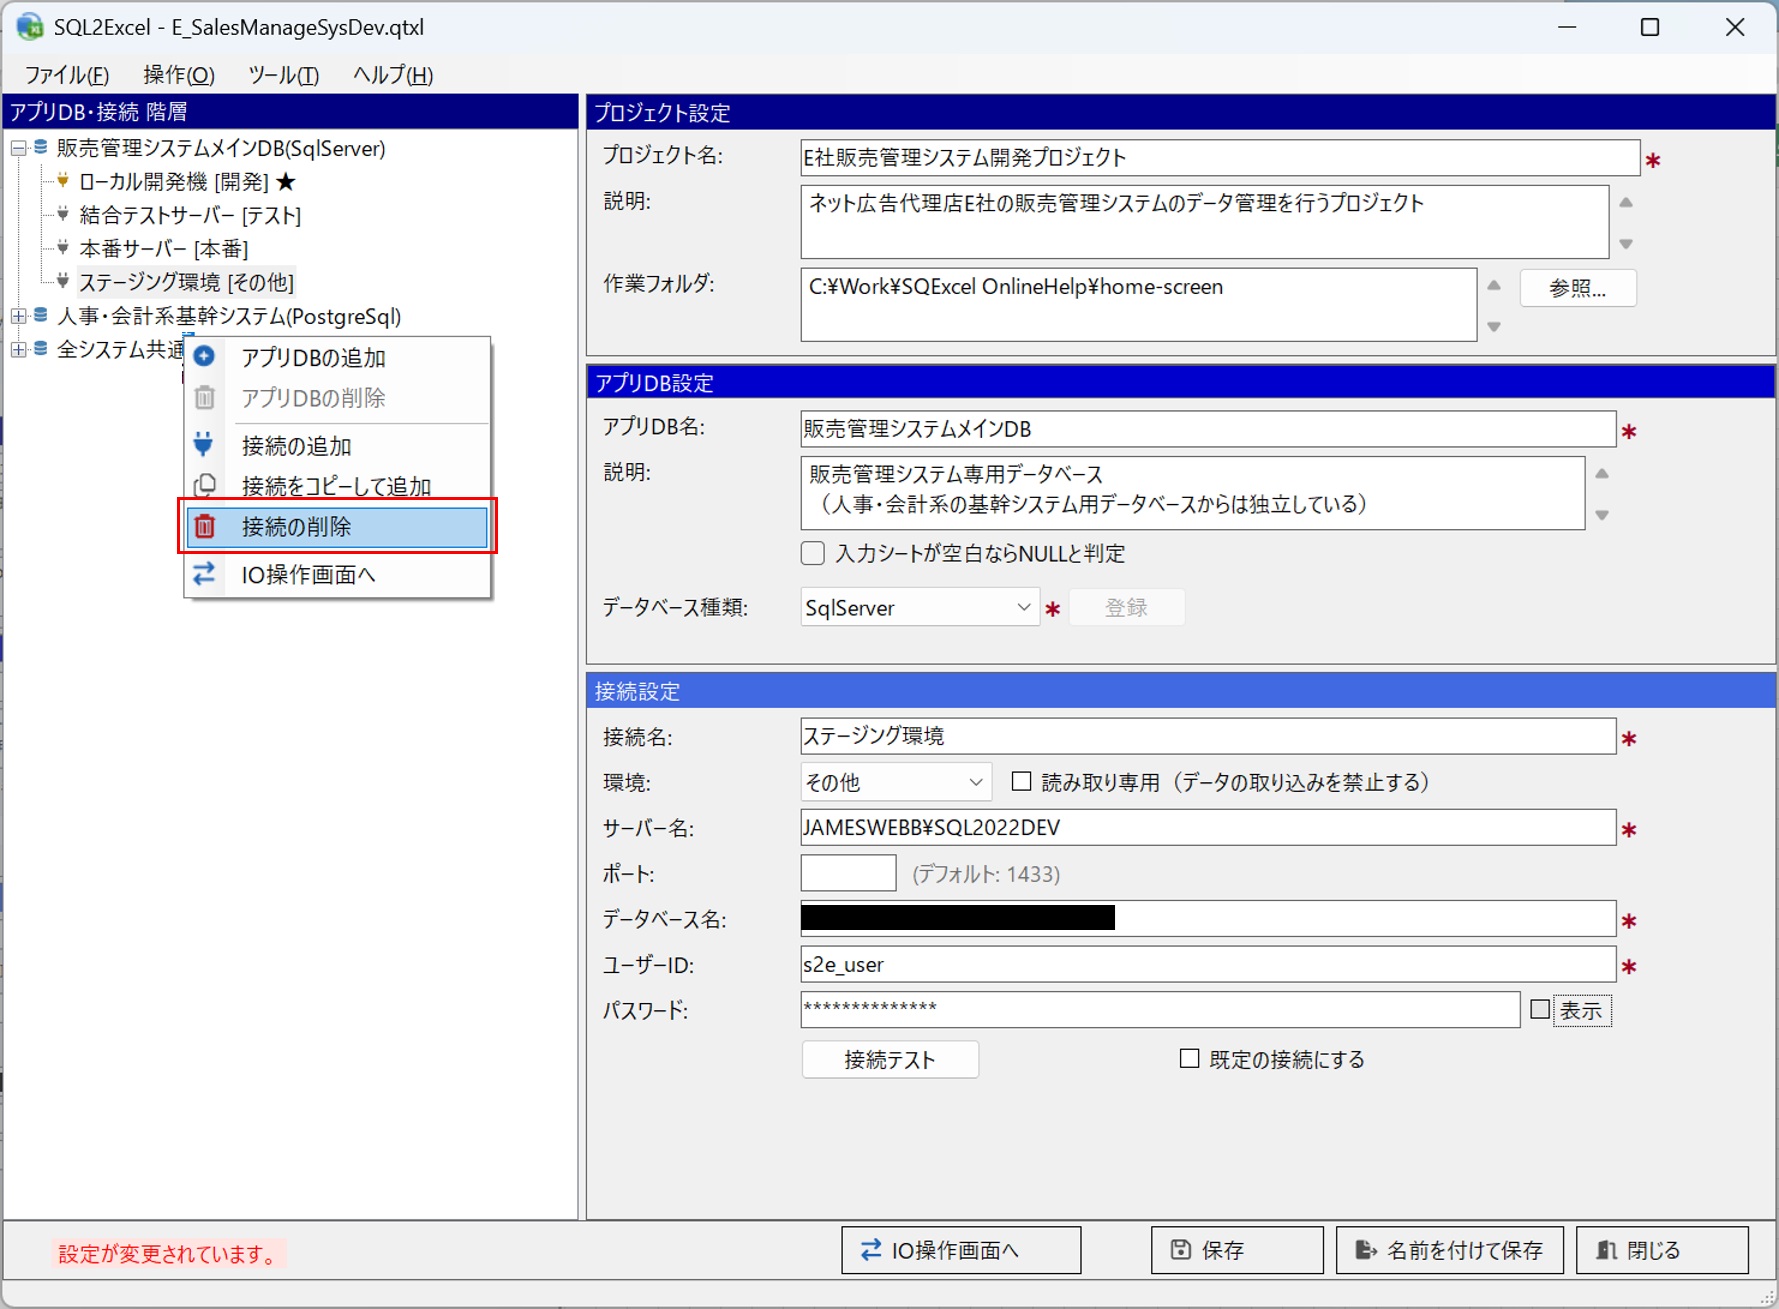 SQL2Excel - E_SalesManageSysDev.qtxl
ファイル(F) 操作(O) ツール(T) ヘルプ(H)
アプリDB・接続 階層
販売管理システムメインDB(SqlServer)
ローカル開発機 [開発] ★
結合テストサーバー [テスト]
本番サーバー [本番]
ステージング環境 [その他]
人事・会計系基幹システム(PostgreSql)
全システム共通
アプリDBの追加
アプリDBの削除
接続の追加
接続をコピーして追加
接続の削除
IO操作画面へ
プロジェクト設定
プロジェクト名: E社販売管理システム開発プロジェクト *
説明: ネット広告代理店E社の販売管理システムのデータ管理を行うプロジェクト
作業フォルダ: C:¥Work¥SQExcel OnlineHelp¥home-screen 参照...
アプリDB設定
アプリDB名: 販売管理システムメインDB *
説明: 販売管理システム専用データベース
（人事・会計系の基幹システム用データベースからは独立している）
入力シートが空白ならNULLと判定
データベース種類: SqlServer * 登録
接続設定
接続名: ステージング環境 *
環境: その他 読み取り専用（データの取り込みを禁止する）
サーバー名: JAMESWEBB¥SQL2022DEV *
ポート: (デフォルト: 1433)
データベース名: *
ユーザーID: s2e_user *
パスワード: ************** 表示
接続テスト 既定の接続にする
設定が変更されています。 IO操作画面へ 保存 名前を付けて保存 閉じる